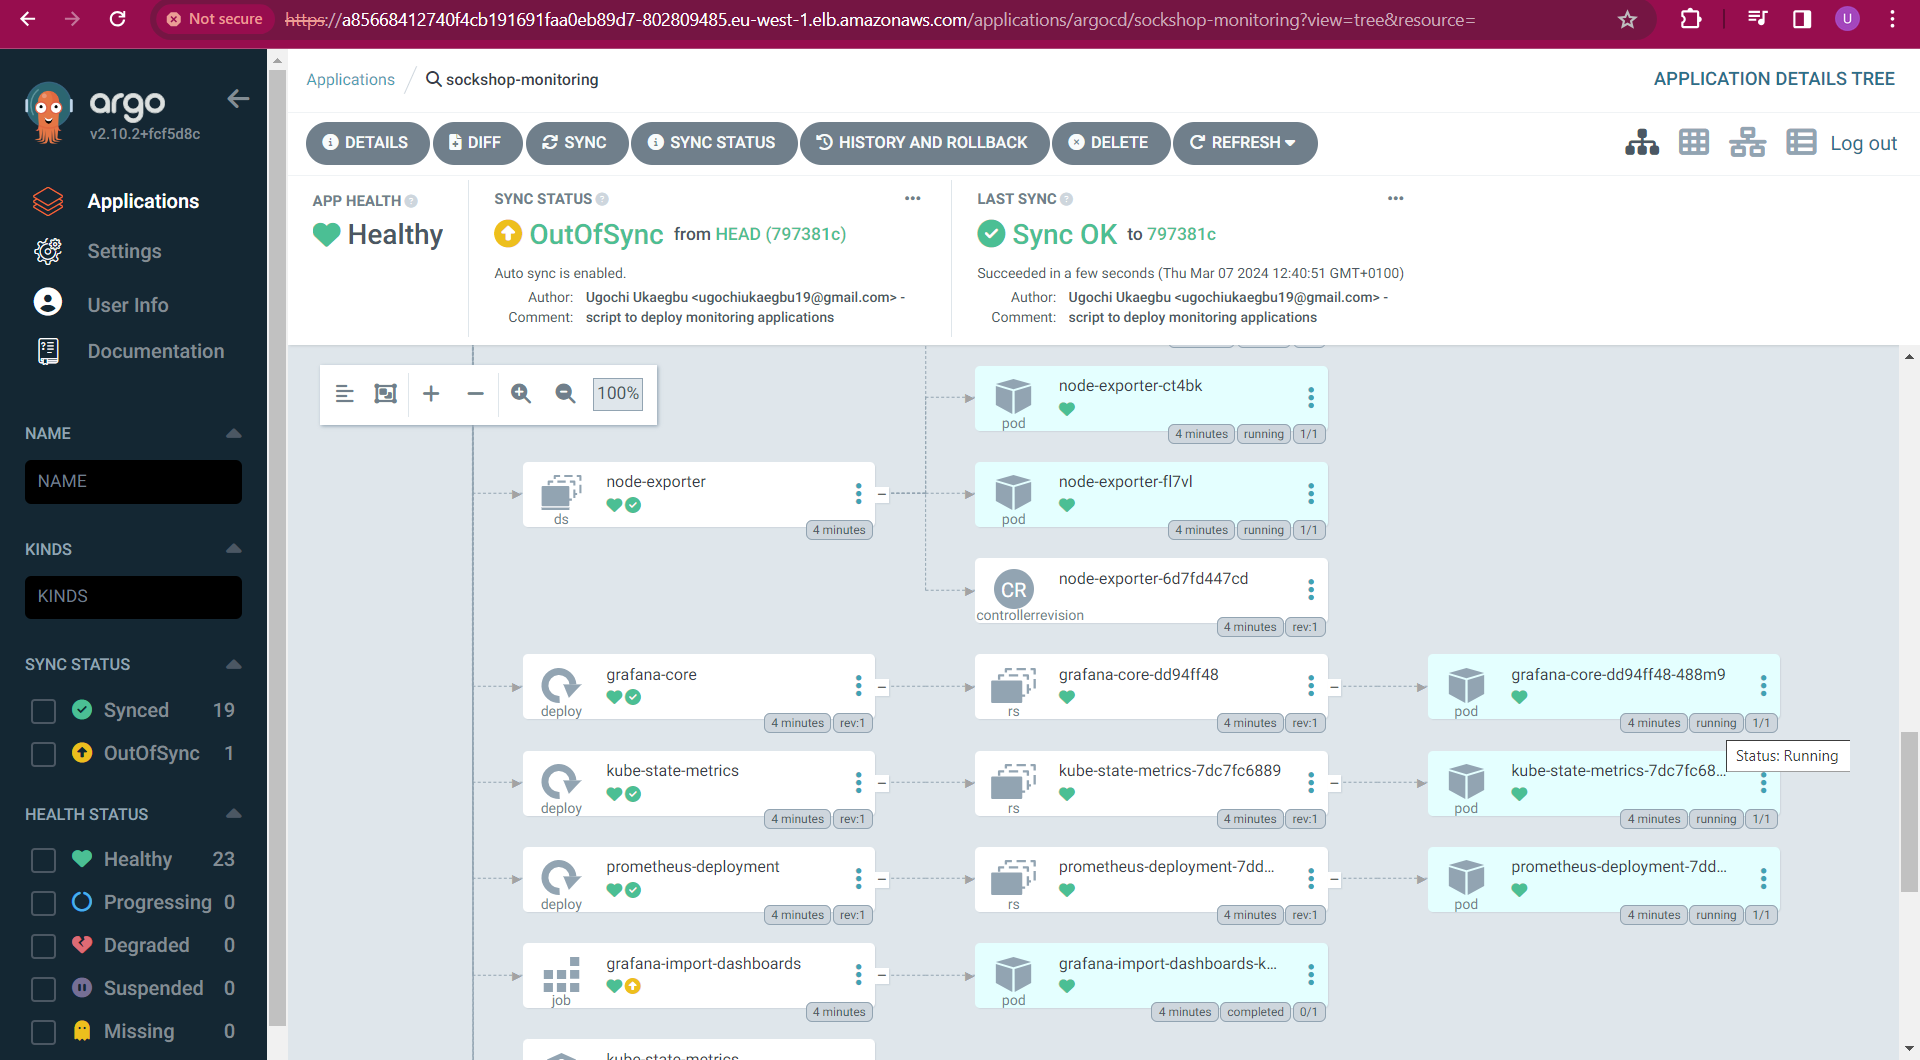 Not secure
https://a85668412740f4cb191691faa0eb89d7-802809485.eu-west-1.elb.amazonaws.com/applications/argocd/sockshop-monitoring?view=tree&resource=
U
argo
v2.10.2+fcf5d8c
Applications
Settings
User Info
Documentation
NAME
NAME
KINDS
KINDS
SYNC STATUS
Synced 19
OutOfSync 1
HEALTH STATUS
Healthy 23
Progressing 0
Degraded 0
Suspended 0
Missing 0
Applications / sockshop-monitoring
APPLICATION DETAILS TREE
DETAILS
DIFF
SYNC
SYNC STATUS
HISTORY AND ROLLBACK
DELETE
REFRESH
Log out
APP HEALTH
Healthy
SYNC STATUS
OutOfSync from HEAD (797381c)
Auto sync is enabled.
Author: Ugochi Ukaegbu <ugochiukaegbu19@gmail.com> -
Comment: script to deploy monitoring applications
LAST SYNC
Sync OK to 797381c
Succeeded in a few seconds (Thu Mar 07 2024 12:40:51 GMT+0100)
Author: Ugochi Ukaegbu <ugochiukaegbu19@gmail.com> -
Comment: script to deploy monitoring applications
100%
node-exporter-ct4bk
pod
4 minutes running 1/1
node-exporter
ds
4 minutes
node-exporter-fl7vl
pod
4 minutes running 1/1
CR
node-exporter-6d7fd447cd
controllerrevision
4 minutes rev:1
grafana-core
deploy
4 minutes rev:1
grafana-core-dd94ff48
rs
4 minutes rev:1
grafana-core-dd94ff48-488m9
pod
4 minutes running 1/1
Status: Running
kube-state-metrics
deploy
4 minutes rev:1
kube-state-metrics-7dc7fc6889
rs
4 minutes rev:1
kube-state-metrics-7dc7fc68...
pod
4 minutes running 1/1
prometheus-deployment
deploy
4 minutes rev:1
prometheus-deployment-7dd...
rs
4 minutes rev:1
prometheus-deployment-7dd...
pod
4 minutes running 1/1
grafana-import-dashboards
job
4 minutes
grafana-import-dashboards-k...
pod
4 minutes completed 0/1
kube-state-metrics